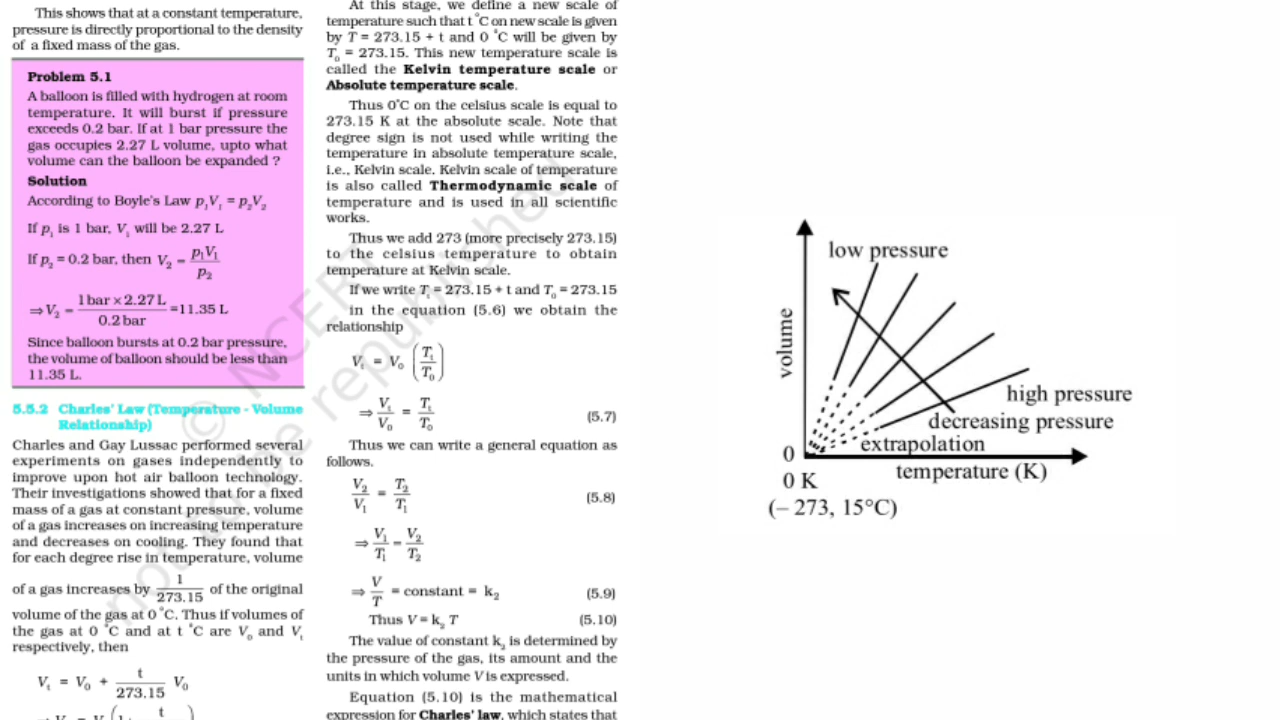 This shows that at a constant temperature,
pressure is directly proportional to the density
of a fixed mass of the gas.
Problem 5.1
A balloon is filled with hydrogen at room
temperature. It will burst if pressure
exceeds 0.2 bar. If at 1 bar pressure the
gas occupies 2.27 L volume, upto what
volume can the balloon be expanded ?
Solution
According to Boyle's Law p₁V₁ = p₂V₂
If p₁ is 1 bar, V₁ will be 2.27 L
If p₂ = 0.2 bar, then V₂ = p₁V₁ / p₂
⇒ V₂ = 1 bar × 2.27 L / 0.2 bar = 11.35 L
Since balloon bursts at 0.2 bar pressure,
the volume of balloon should be less than
11.35 L.
5.5.2 Charles' Law (Temperature - Volume
Relationship)
Charles and Gay Lussac performed several
experiments on gases independently to
improve upon hot air balloon technology.
Their investigations showed that for a fixed
mass of a gas at constant pressure, volume
of a gas increases on increasing temperature
and decreases on cooling. They found that
for each degree rise in temperature, volume
of a gas increases by 1/273.15 of the original
volume of the gas at 0 °C. Thus if volumes of
the gas at 0 °C and at t °C are V₀ and Vₜ
respectively, then
Vₜ = V₀ + t/273.15 V₀
At this stage, we define a new scale of
temperature such that t °C on new scale is given
by T = 273.15 + t and 0 °C will be given by
T₀ = 273.15. This new temperature scale is
called the Kelvin temperature scale or
Absolute temperature scale.
Thus 0°C on the celsius scale is equal to
273.15 K at the absolute scale. Note that
degree sign is not used while writing the
temperature in absolute temperature scale,
i.e., Kelvin scale. Kelvin scale of temperature
is also called Thermodynamic scale of
temperature and is used in all scientific
works.
Thus we add 273 (more precisely 273.15)
to the celsius temperature to obtain
temperature at Kelvin scale.
If we write Tₜ = 273.15 + t and T₀ = 273.15
in the equation (5.6) we obtain the
relationship
Vₜ = V₀ (Tₜ/T₀)
⇒ Vₜ/V₀ = Tₜ/T₀ (5.7)
Thus we can write a general equation as
follows.
V₂/V₁ = T₂/T₁ (5.8)
⇒ V₁/T₁ = V₂/T₂
⇒ V/T = constant = k₂ (5.9)
Thus V = k₂ T (5.10)
The value of constant k₂ is determined by
the pressure of the gas, its amount and the
units in which volume V is expressed.
Equation (5.10) is the mathematical
expression for Charles' law, which states that
© NCERT
not to be republished
low pressure
volume
high pressure
decreasing pressure
extrapolation
0
temperature (K)
0 K
(– 273, 15°C)